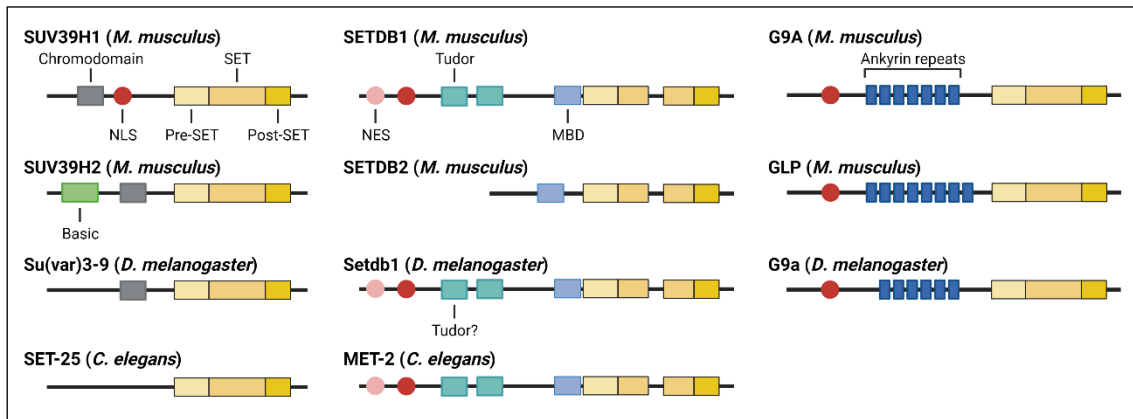 SUV39H1 (M. musculus)
Chromodomain
SET
NLS
Pre-SET
Post-SET
SUV39H2 (M. musculus)
Basic
Su(var)3-9 (D. melanogaster)
SET-25 (C. elegans)
SETDB1 (M. musculus)
Tudor
NES
MBD
SETDB2 (M. musculus)
Setdb1 (D. melanogaster)
Tudor?
MET-2 (C. elegans)
G9A (M. musculus)
Ankyrin repeats
GLP (M. musculus)
G9a (D. melanogaster)